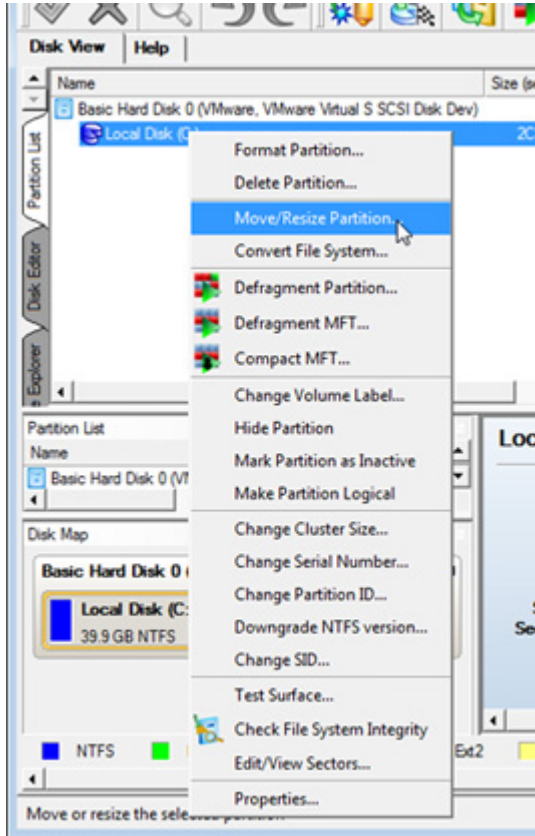 Disk View Help
Name Size (se
Basic Hard Disk 0 (VMware, VMware Virtual S SCSI Disk Dev)
Local Disk (C:
Partition List
Disk Editor
Explorer
Format Partition...
Delete Partition...
Move/Resize Partition...
Convert File System...
Defragment Partition...
Defragment MFT...
Compact MFT...
Change Volume Label...
Hide Partition
Mark Partition as Inactive
Make Partition Logical
Change Cluster Size...
Change Serial Number...
Change Partition ID...
Downgrade NTFS version...
Change SID...
Test Surface...
Check File System Integrity
Edit/View Sectors...
Properties...
Partition List
Name
Basic Hard Disk 0 (VM
Loc
Disk Map
Basic Hard Disk 0
Local Disk (C:
39.9 GB NTFS
Se
NTFS Ext2
Move or resize the selected partition